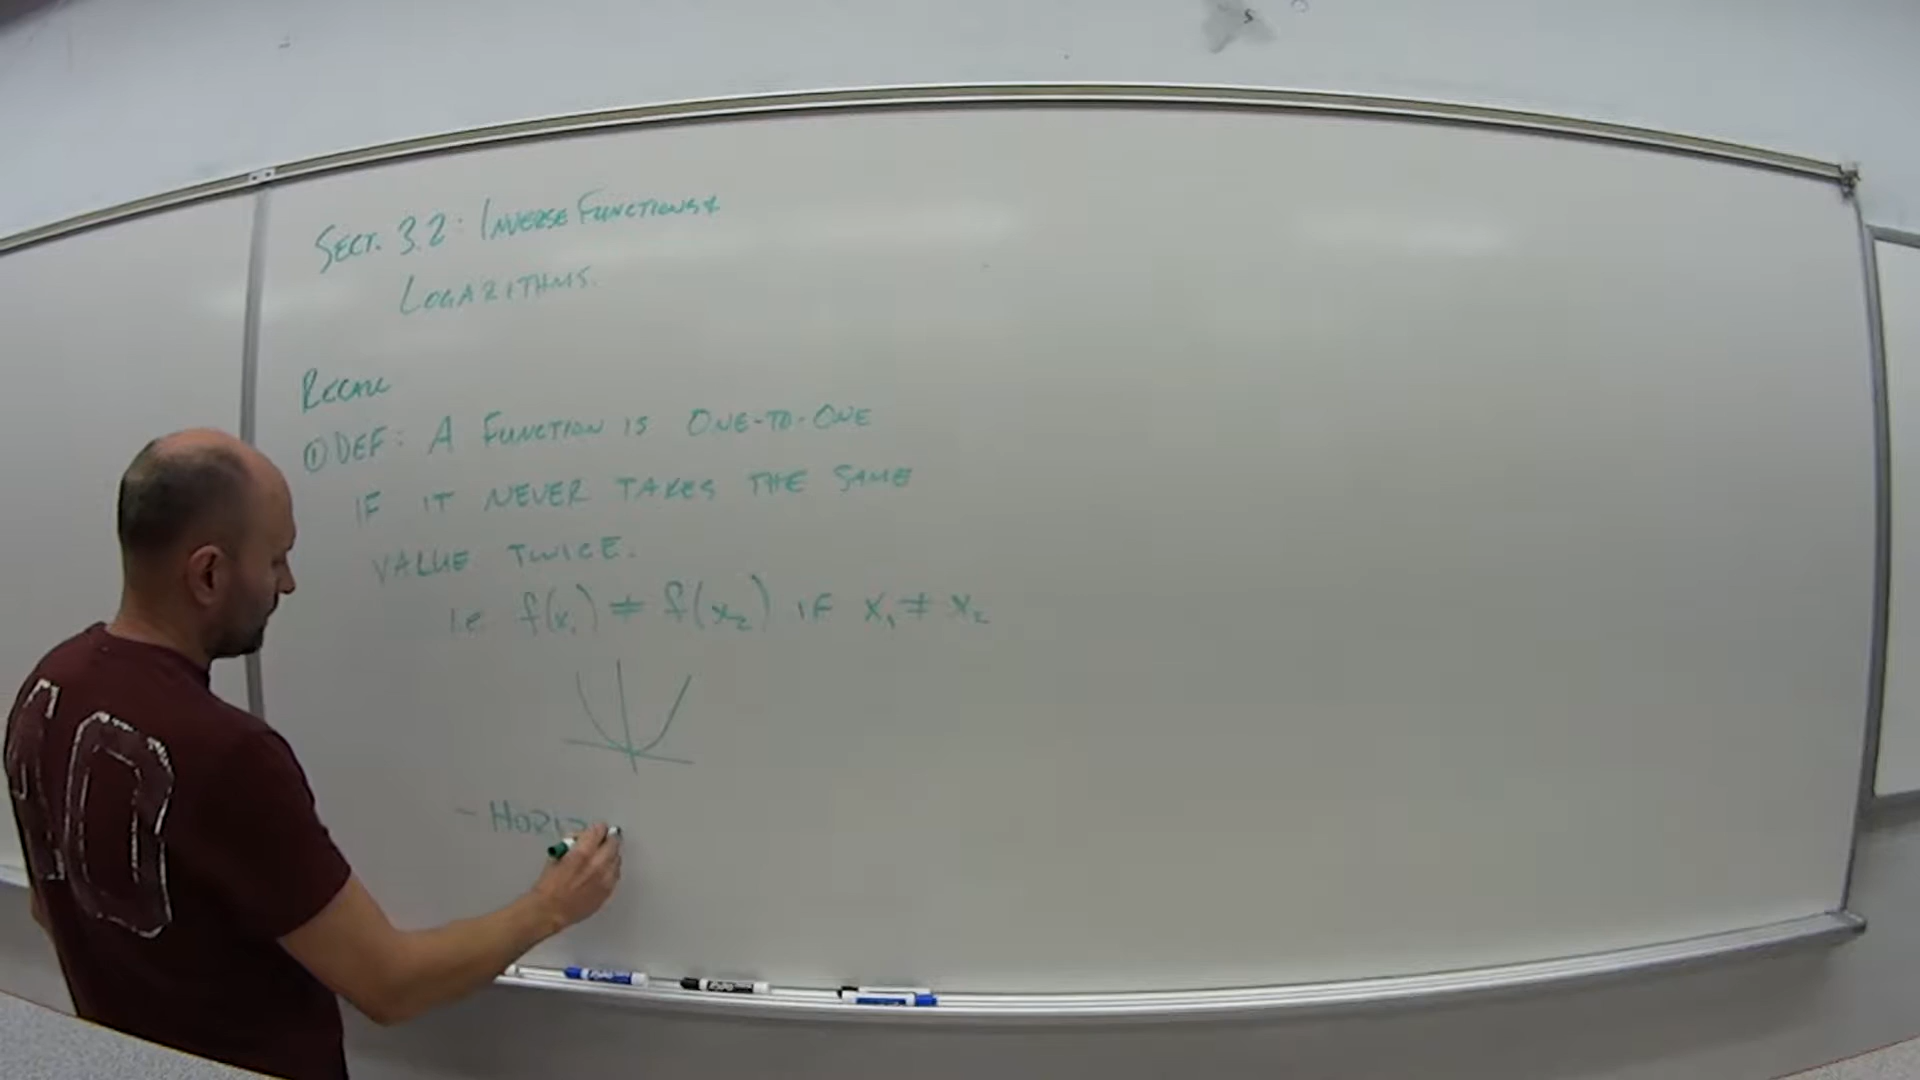 SECT. 3.2: INVERSE FUNCTIONS &
LOGARITHMS.
RECALL
① DEF: A FUNCTION IS ONE-TO-ONE
IF IT NEVER TAKES THE SAME
VALUE TWICE.
i.e f(x₁) ≠ f(x₂) IF x₁ ≠ x₂
- HORIZ